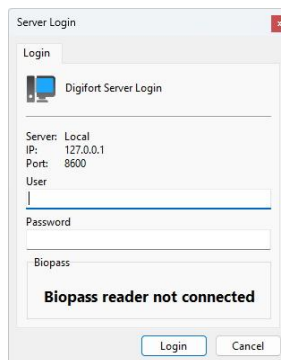 Server Login
Login
Digifort Server Login
Server: Local
IP: 127.0.0.1
Port: 8600
User
Password
Biopass
Biopass reader not connected
Login Cancel